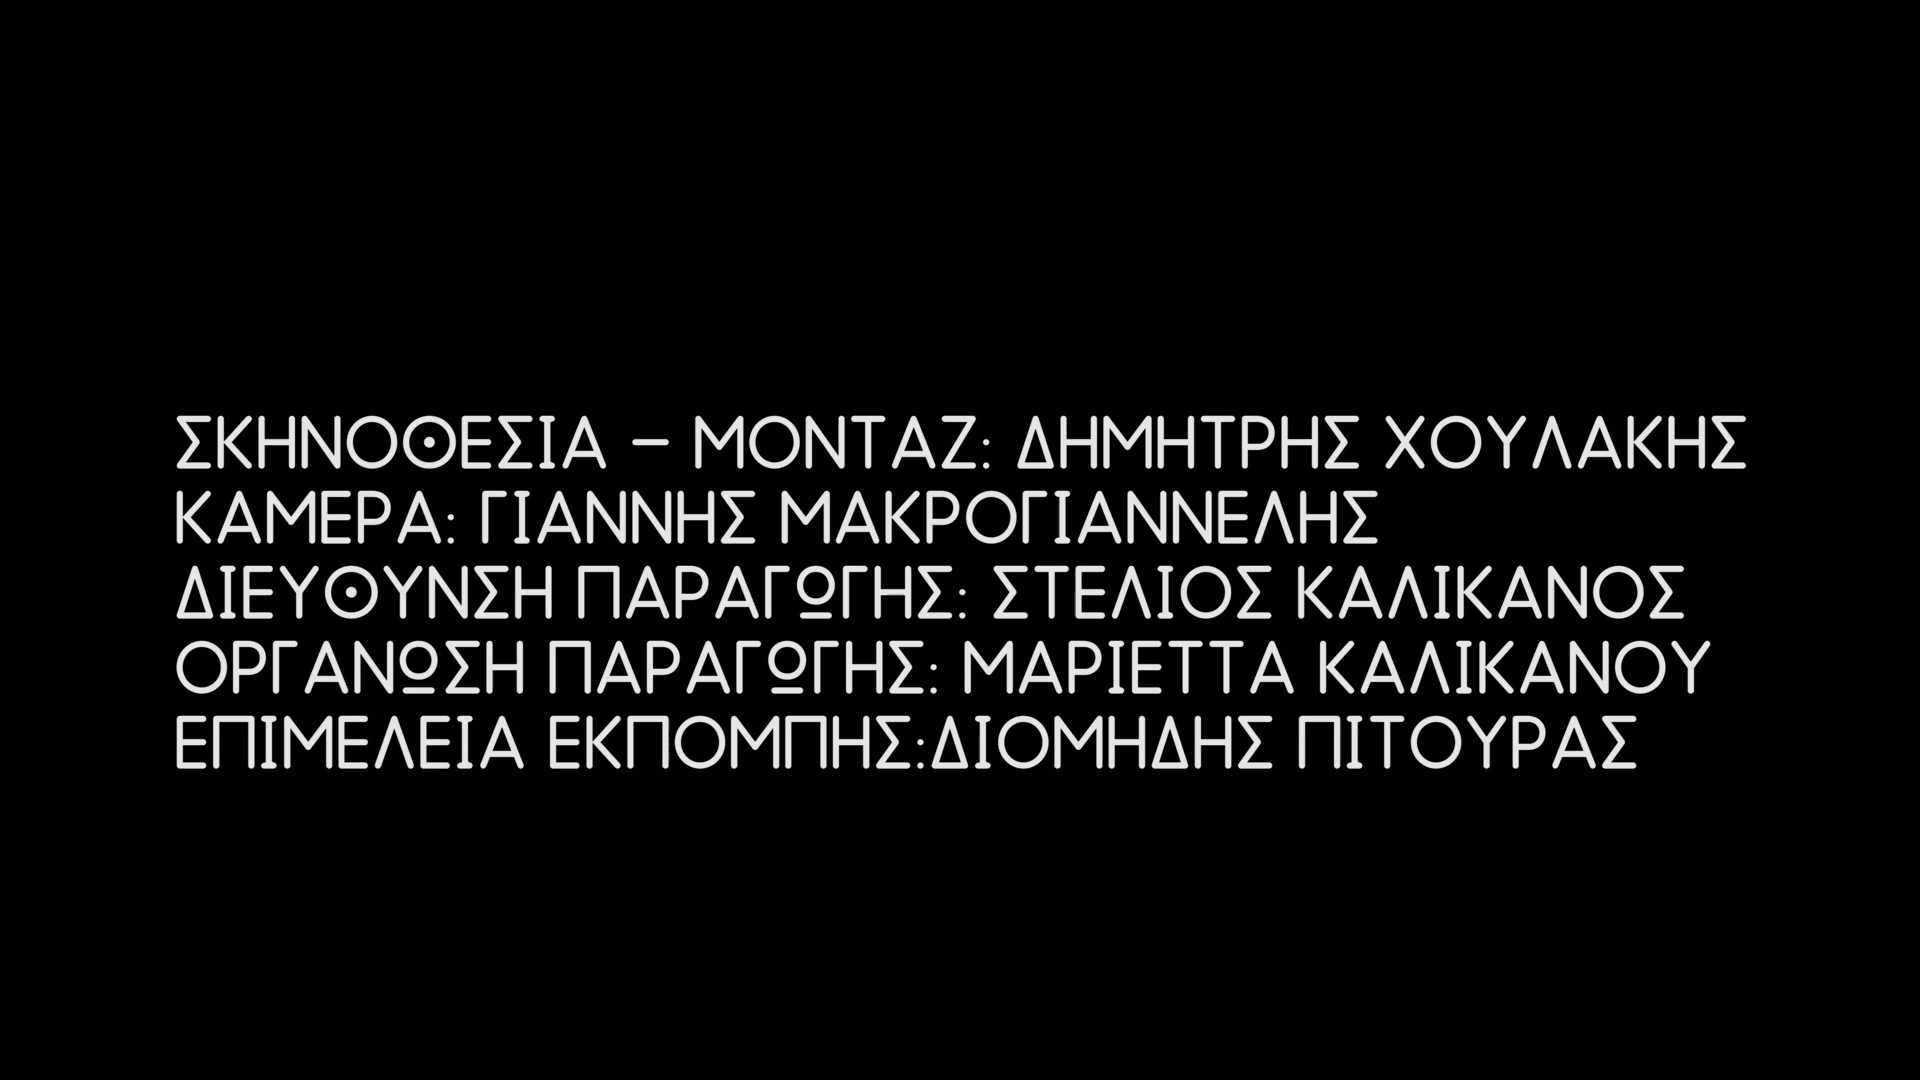 ΣΚΗΝΟΘΕΣΙΑ – ΜΟΝΤΑΖ: ΔΗΜΗΤΡΗΣ ΧΟΥΛΑΚΗΣ
ΚΑΜΕΡΑ: ΓΙΑΝΝΗΣ ΜΑΚΡΟΓΙΑΝΝΕΛΗΣ
ΔΙΕΥΘΥΝΣΗ ΠΑΡΑΓΩΓΗΣ: ΣΤΕΛΙΟΣ ΚΑΛΙΚΑΝΟΣ
ΟΡΓΑΝΩΣΗ ΠΑΡΑΓΩΓΗΣ: ΜΑΡΙΕΤΤΑ ΚΑΛΙΚΑΝΟΥ
ΕΠΙΜΕΛΕΙΑ ΕΚΠΟΜΠΗΣ:ΔΙΟΜΗΔΗΣ ΠΙΤΟΥΡΑΣ